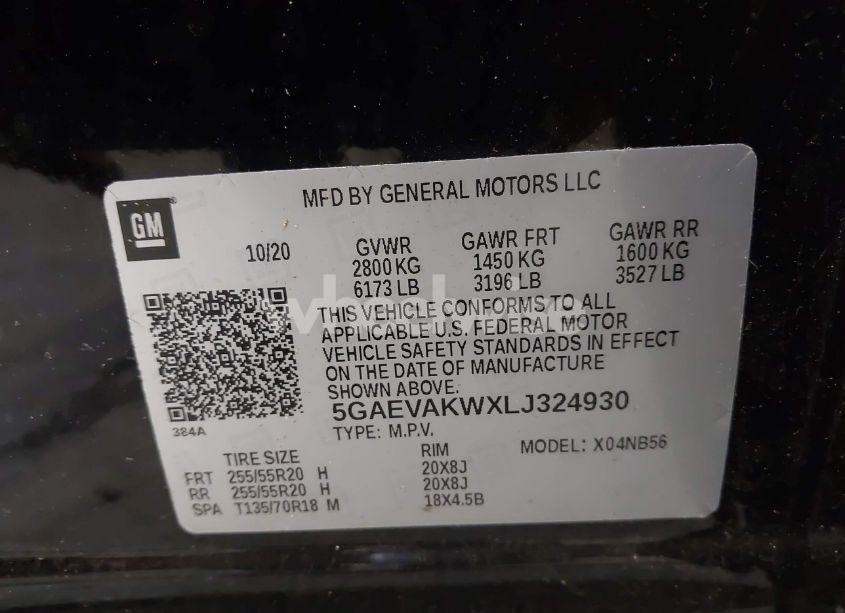 MFD BY GENERAL MOTORS LLC
GM
10/20 GVWR GAWR FRT GAWR RR
2800 KG 1450 KG 1600 KG
6173 LB 3196 LB 3527 LB
THIS VEHICLE CONFORMS TO ALL
APPLICABLE U.S. FEDERAL MOTOR
VEHICLE SAFETY STANDARDS IN EFFECT
ON THE DATE OF MANUFACTURE
SHOWN ABOVE.
5GAEVAKWXLJ324930
384A
TYPE: M.P.V. MODEL: X04NB56
TIRE SIZE RIM
FRT 255/55R20 H 20X8J
RR 255/55R20 H 20X8J
SPA T135/70R18 M 18X4.5B